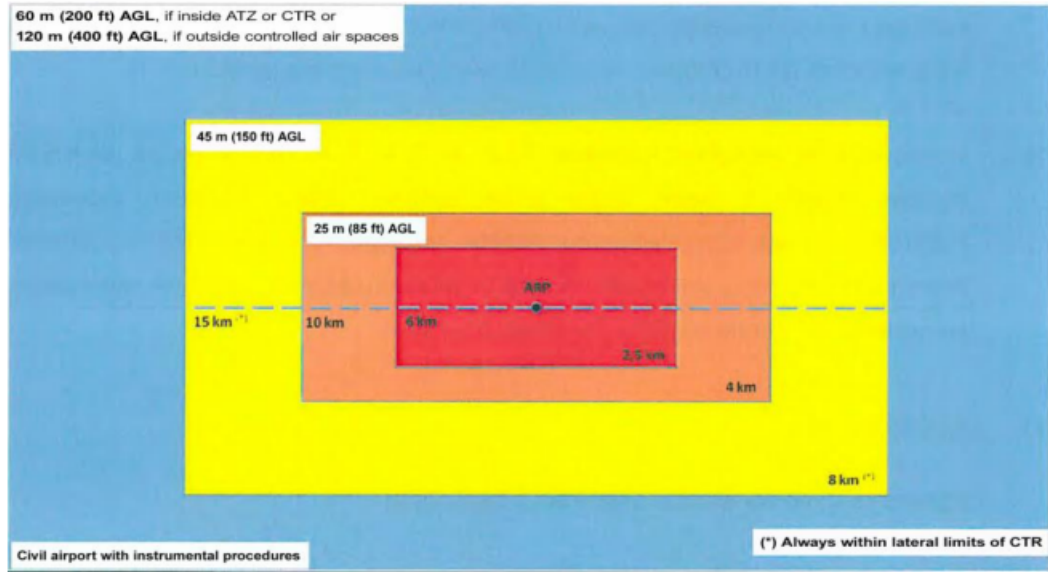 60 m (200 ft) AGL, if inside ATZ or CTR or
120 m (400 ft) AGL, if outside controlled air spaces
45 m (150 ft) AGL
25 m (85 ft) AGL
ARP
15 km (*)
10 km
6 km
2,5 km
4 km
8 km (*)
Civil airport with instrumental procedures
(*) Always within lateral limits of CTR